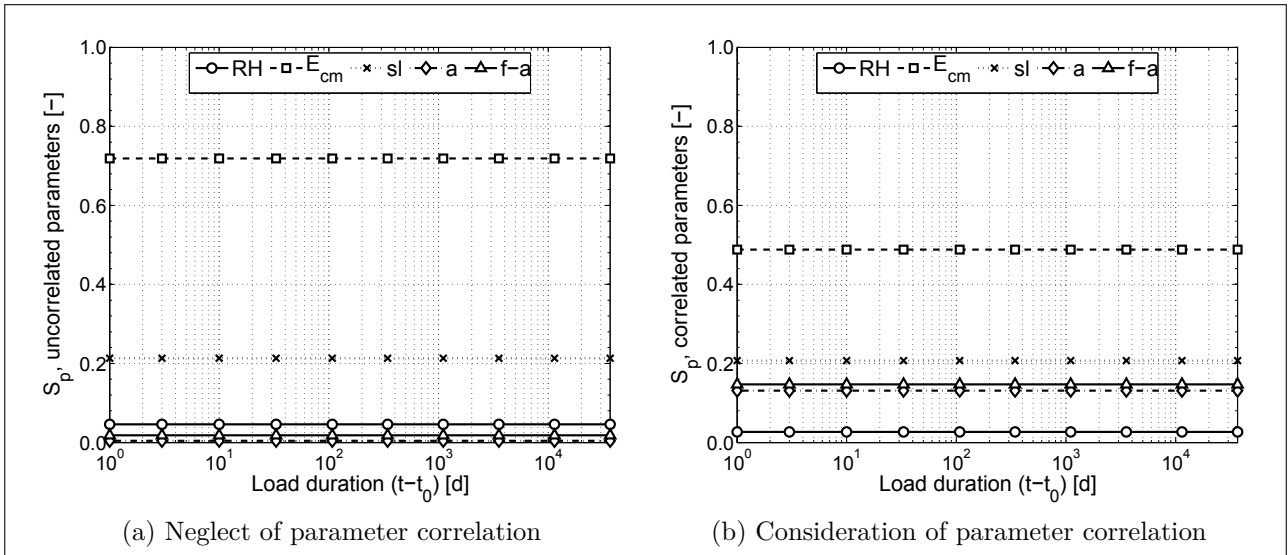 1.0
0.8
0.6
0.4
0.2
0.0
S_p, uncorrelated parameters [-]
RH E_cm sl a f-a
10^0 10^1 10^2 10^3 10^4
Load duration (t-t_0) [d]
(a) Neglect of parameter correlation
1.0
0.8
0.6
0.4
0.2
0.0
S_p, correlated parameters [-]
RH E_cm sl a f-a
10^0 10^1 10^2 10^3 10^4
Load duration (t-t_0) [d]
(b) Consideration of parameter correlation